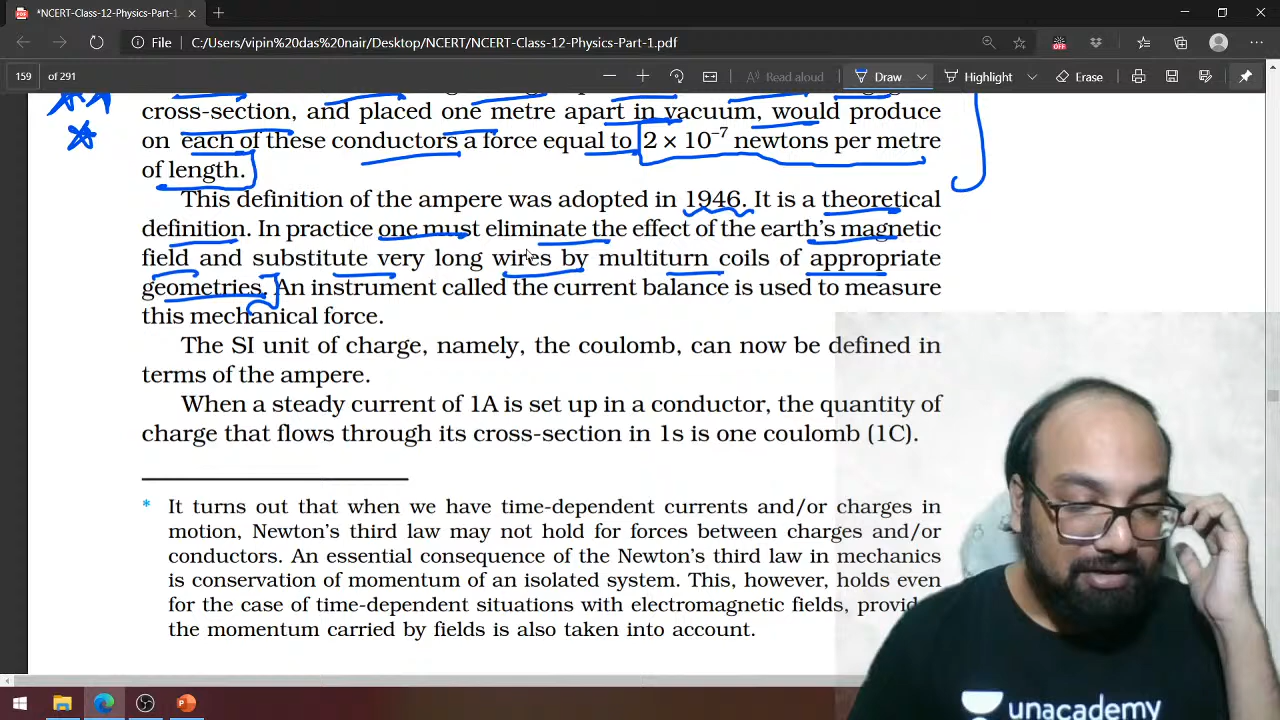 *NCERT-Class-12-Physics-Part-1.
File
C:/Users/vipin%20das%20nair/Desktop/NCERT/NCERT-Class-12-Physics-Part-1.pdf
159 of 291
Read aloud
Draw
Highlight
Erase
cross-section, and placed one metre apart in vacuum, would produce
on each of these conductors a force equal to 2 × 10⁻⁷ newtons per metre
of length.
This definition of the ampere was adopted in 1946. It is a theoretical
definition. In practice one must eliminate the effect of the earth's magnetic
field and substitute very long wires by multiturn coils of appropriate
geometries. An instrument called the current balance is used to measure
this mechanical force.
The SI unit of charge, namely, the coulomb, can now be defined in
terms of the ampere.
When a steady current of 1A is set up in a conductor, the quantity of
charge that flows through its cross-section in 1s is one coulomb (1C).
* It turns out that when we have time-dependent currents and/or charges in
motion, Newton's third law may not hold for forces between charges and/or
conductors. An essential consequence of the Newton's third law in mechanics
is conservation of momentum of an isolated system. This, however, holds even
for the case of time-dependent situations with electromagnetic fields, provid
the momentum carried by fields is also taken into account.
unacademy